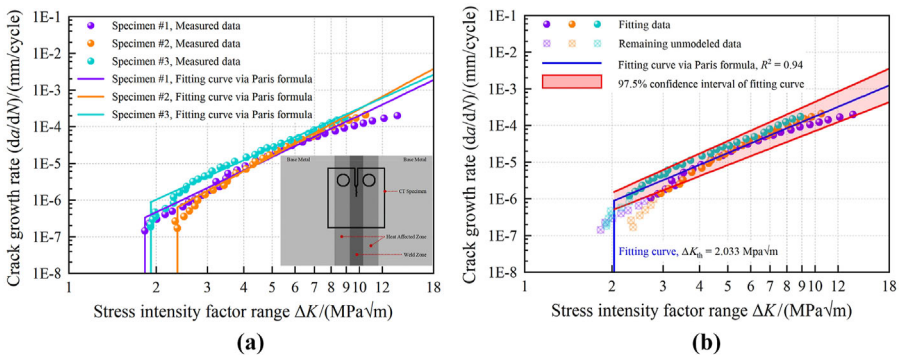 1E-1
1E-2
1E-3
1E-4
1E-5
1E-6
1E-7
1E-8
Crack growth rate (da/dN)/(mm/cycle)
Specimen #1, Measured data
Specimen #2, Measured data
Specimen #3, Measured data
Specimen #1, Fitting curve via Paris formula
Specimen #2, Fitting curve via Paris formula
Specimen #3, Fitting curve via Paris formula
Base Metal
Base Metal
CT Specimen
Heat Affected Zone
Weld Zone
1 2 3 4 5 6 7 8 9 10 18
Stress intensity factor range ΔK/(MPa√m)
(a)
1E-1
1E-2
1E-3
1E-4
1E-5
1E-6
1E-7
1E-8
Crack growth rate (da/dN)/(mm/cycle)
Fitting data
Remaining unmodeled data
Fitting curve via Paris formula, R² = 0.94
97.5% confidence interval of fitting curve
Fitting curve, ΔKth = 2.033 Mpa√m
1 2 3 4 5 6 7 8 9 10 18
Stress intensity factor range ΔK/(MPa√m)
(b)